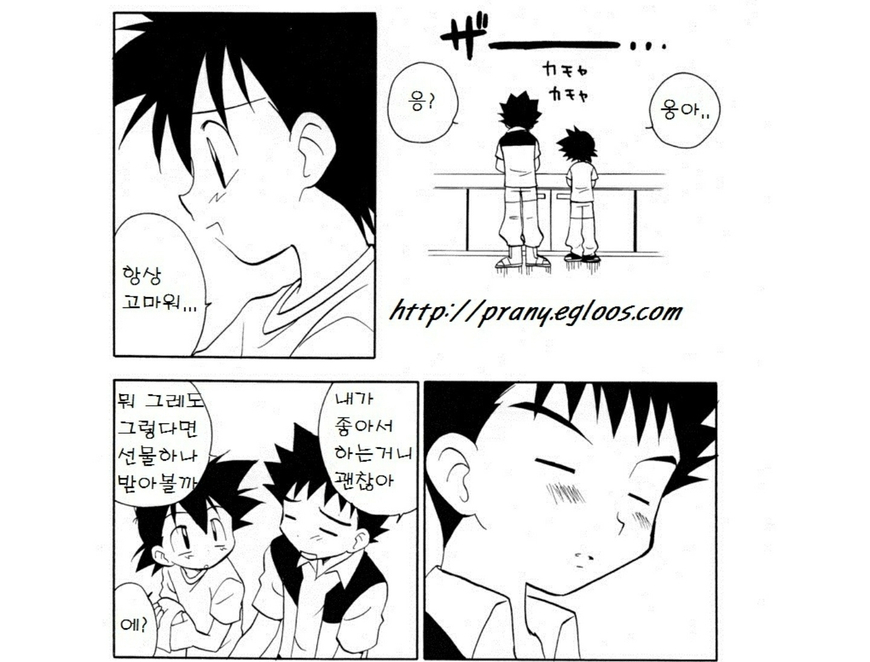 ザ━━━...
カチャ
カチャ
웅아..
응?
항상
고마워...
http://prany.egloos.com
내가
좋아서
하는거니
괜찮아
뭐 그레도
그렇다면
선물하나
받아볼까
에?